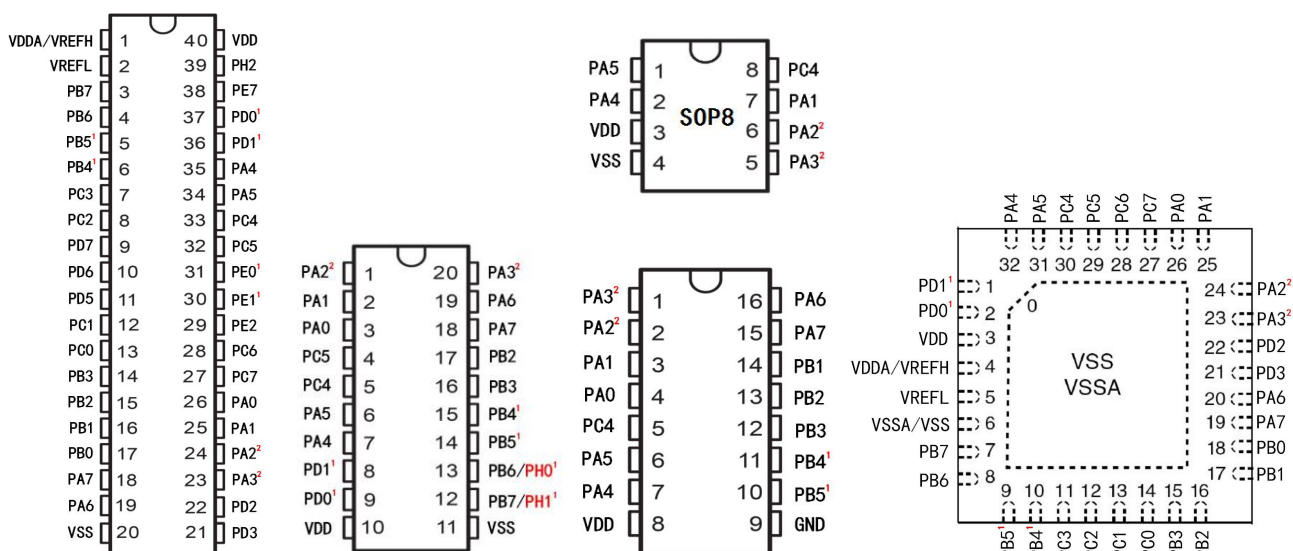 VDDA/VREFH 1 40 VDD
VREFL 2 39 PH2
PB7 3 38 PE7
PB6 4 37 PD0¹
PB5¹ 5 36 PD1¹
PB4¹ 6 35 PA4
PC3 7 34 PA5
PC2 8 33 PC4
PD7 9 32 PC5
PD6 10 31 PE0¹
PD5 11 30 PE1¹
PC1 12 29 PE2
PC0 13 28 PC6
PB3 14 27 PC7
PB2 15 26 PA0
PB1 16 25 PA1
PB0 17 24 PA2²
PA7 18 23 PA3²
PA6 19 22 PD2
VSS 20 21 PD3
PA2² 1 20 PA3²
PA1 2 19 PA6
PA0 3 18 PA7
PC5 4 17 PB2
PC4 5 16 PB3
PA5 6 15 PB4¹
PA4 7 14 PB5¹
PD1¹ 8 13 PB6/PH0¹
PD0¹ 9 12 PB7/PH1¹
VDD 10 11 VSS
PA5 1 8 PC4
PA4 2 7 PA1
SOP8
VDD 3 6 PA2²
VSS 4 5 PA3²
PA3² 1 16 PA6
PA2² 2 15 PA7
PA1 3 14 PB1
PA0 4 13 PB2
PC4 5 12 PB3
PA5 6 11 PB4¹
PA4 7 10 PB5¹
VDD 8 9 GND
PA4 PA5 PC4 PC5 PC6 PC7 PA0 PA1
32 31 30 29 28 27 26 25
PD1¹ 1 24 PA2²
PD0¹ 2 0 23 PA3²
VDD 3 22 PD2
VDDA/VREFH 4 21 PD3
VSS
VSSA
VREFL 5 20 PA6
VSSA/VSS 6 19 PA7
PB7 7 18 PB0
PB6 8 17 PB1
9 10 11 12 13 14 15 16
PB5¹ PB4¹ PC3 PC2 PC1 PC0 PB3 PB2